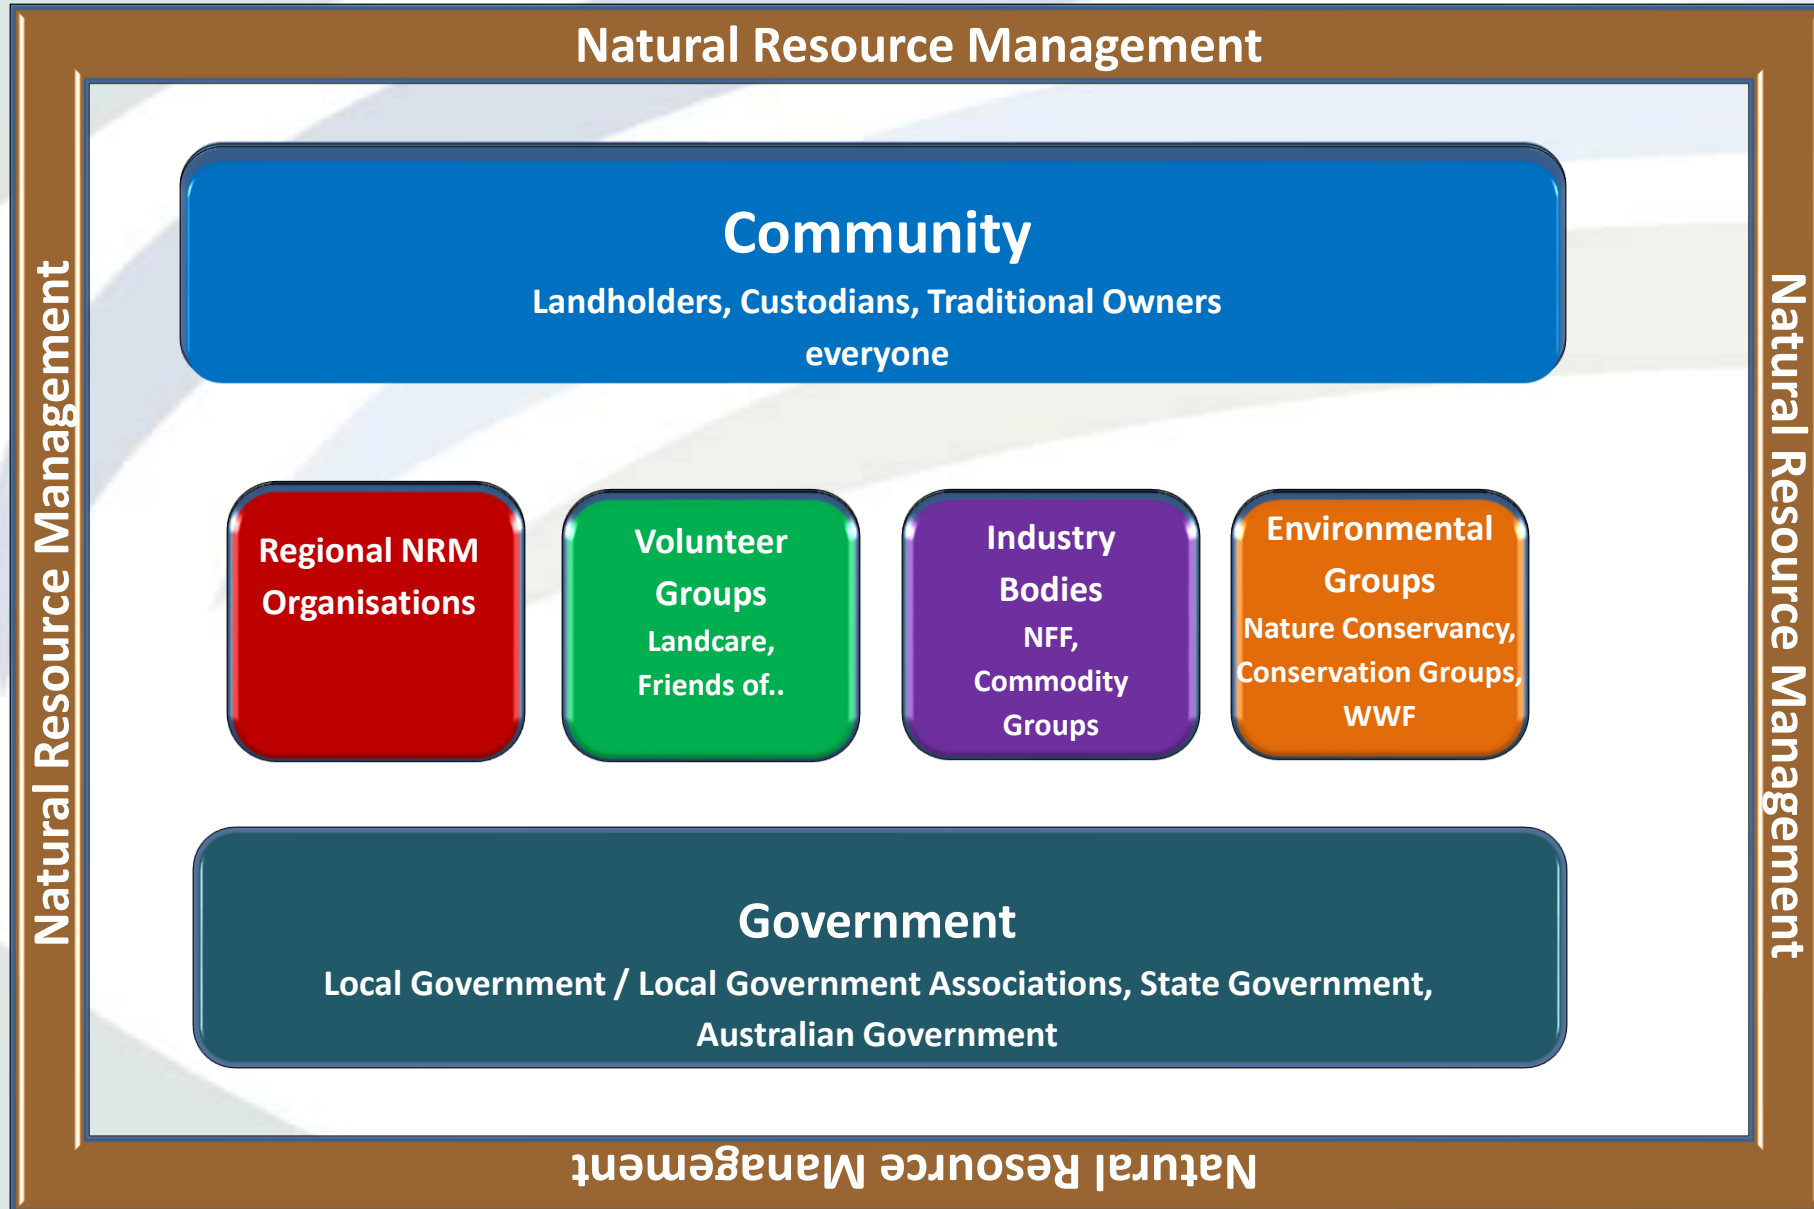 Natural Resource Management
Natural Resource Management
Community
Landholders, Custodians, Traditional Owners
everyone
Regional NRM
Organisations
Volunteer
Groups
Landcare,
Friends of..
Industry
Bodies
NFF,
Commodity
Groups
Environmental
Groups
Nature Conservancy,
Conservation Groups,
WWF
Government
Local Government / Local Government Associations, State Government,
Australian Government
Natural Resource Management
Natural Resource Management